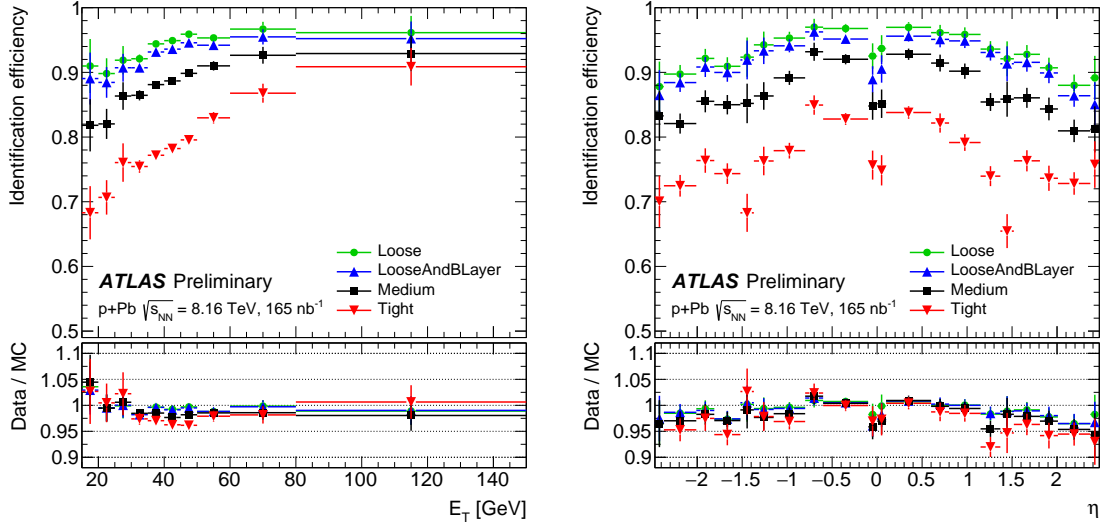 Identification efficiency
1
0.9
0.8
0.7
0.6
0.5
Loose
LooseAndBLayer
Medium
Tight
ATLAS Preliminary
p+Pb √s_NN = 8.16 TeV, 165 nb⁻¹
Data / MC
1.1
1.05
1
0.95
0.9
20 40 60 80 100 120 140
E_T [GeV]
Identification efficiency
1
0.9
0.8
0.7
0.6
0.5
Loose
LooseAndBLayer
Medium
Tight
ATLAS Preliminary
p+Pb √s_NN = 8.16 TeV, 165 nb⁻¹
Data / MC
1.1
1.05
1
0.95
0.9
−2 −1.5 −1 −0.5 0 0.5 1 1.5 2
η